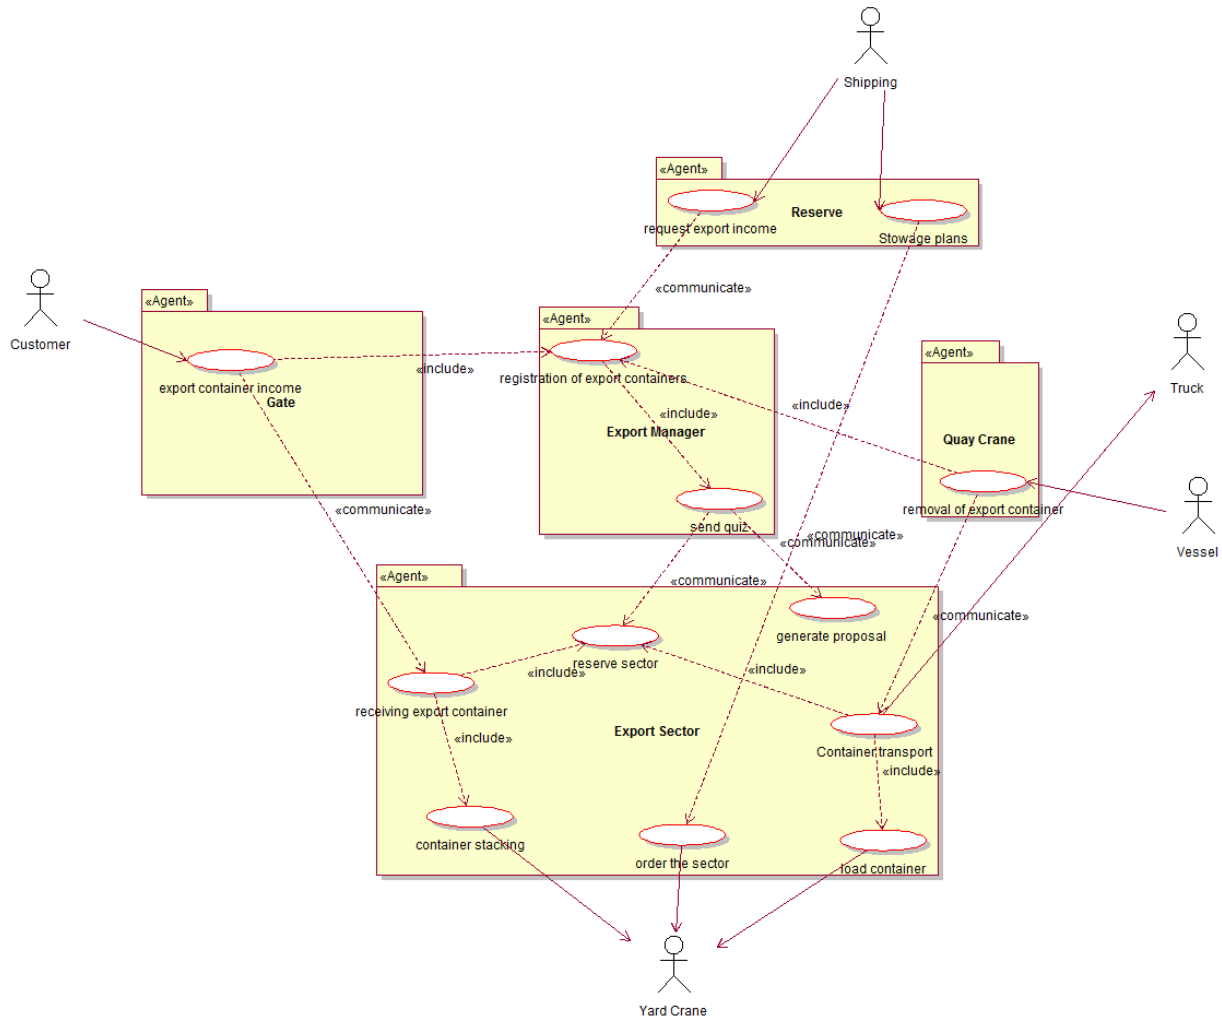 Shipping
«Agent»
Reserve
request export income
Stowage plans
«communicate»
Customer
«Agent»
export container income
Gate
«include»
«Agent»
registration of export containers
«include»
Export Manager
send quiz
«include»
«Agent»
Quay Crane
removal of export container
Truck
Vessel
«communicate»
«communicate»
«communicate»
«communicate»
«communicate»
«Agent»
generate proposal
reserve sector
«include»
«include»
receiving export container
Export Sector
«include»
Container transport
«include»
container stacking
order the sector
load container
Yard Crane